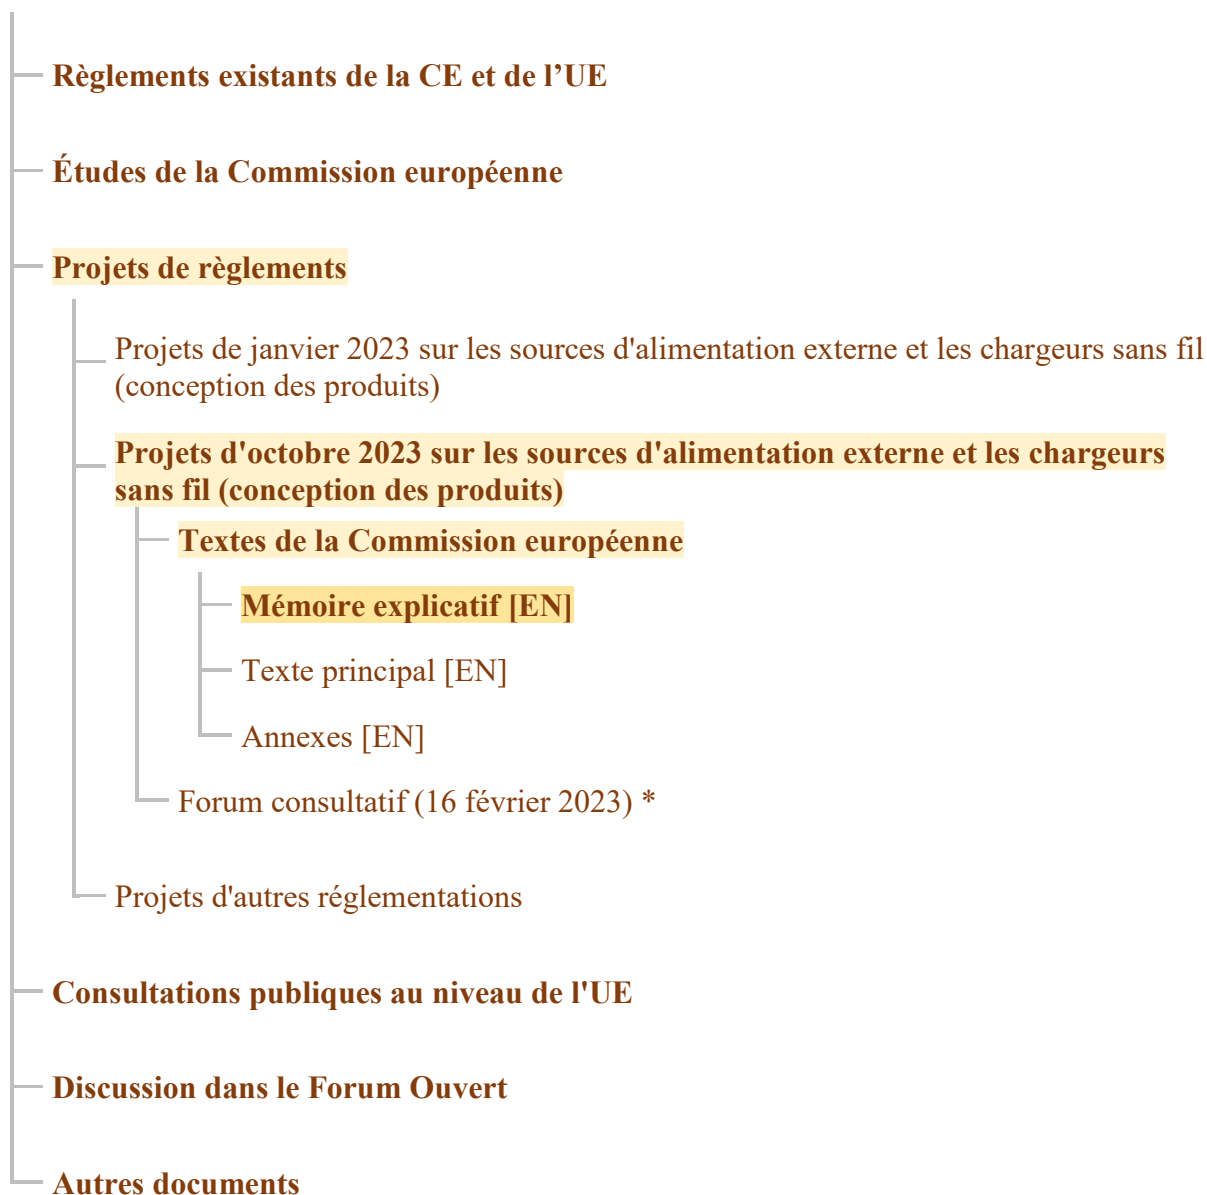 Règlements existants de la CE et de l’UE
Études de la Commission européenne
Projets de règlements
Projets de janvier 2023 sur les sources d'alimentation externe et les chargeurs sans fil
(conception des produits)
Projets d'octobre 2023 sur les sources d'alimentation externe et les chargeurs
sans fil (conception des produits)
Textes de la Commission européenne
Mémoire explicatif [EN]
Texte principal [EN]
Annexes [EN]
Forum consultatif (16 février 2023) *
Projets d'autres réglementations
Consultations publiques au niveau de l'UE
Discussion dans le Forum Ouvert
Autres documents